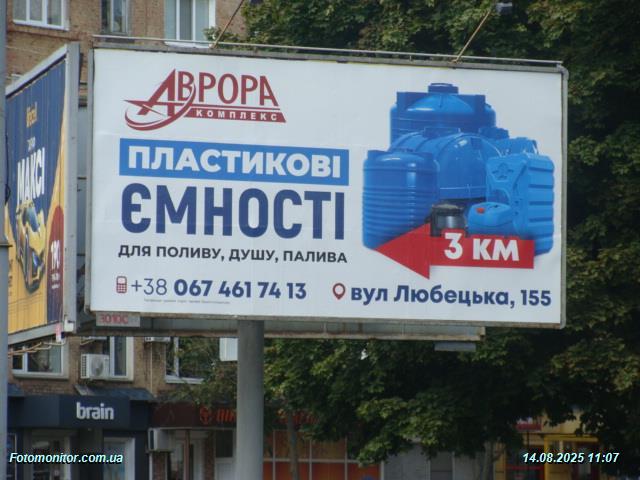 АВРОРА
КОМПЛЕКС
ПЛАСТИКОВІ
ЄМНОСТІ
ДЛЯ ПОЛИВУ, ДУШУ, ПАЛИВА
3 КМ
+38 067 461 74 13
вул Любецька, 155
МАКСІ
brain
Fotomonitor.com.ua
14.08.2025 11:07